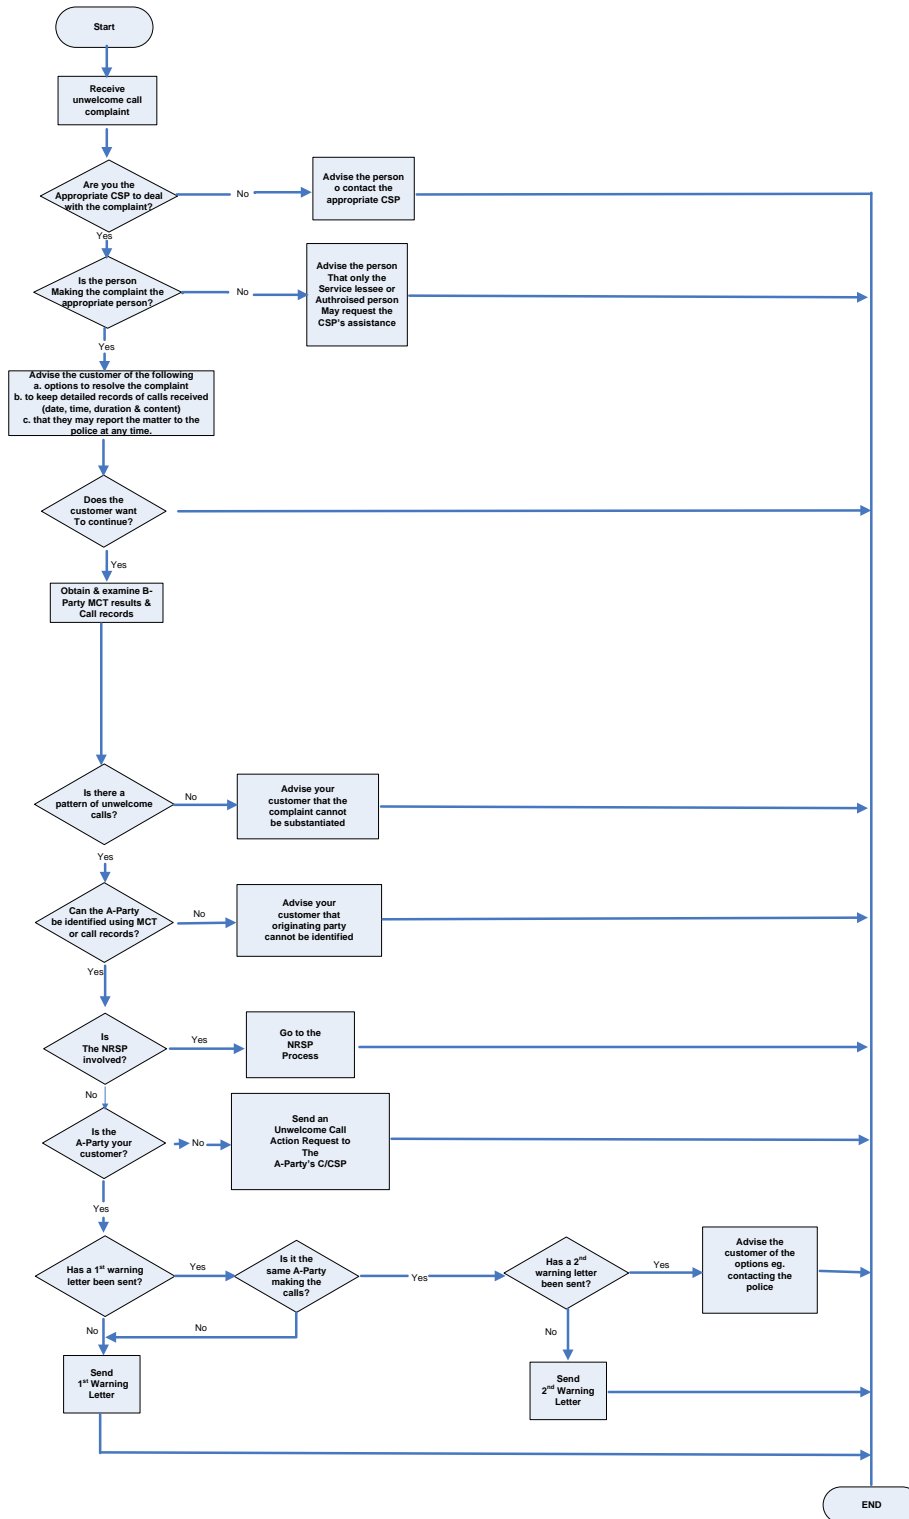 Start
Receive
unwelcome call
complaint
Are you the
Appropriate CSP to deal
with the complaint?
No
Advise the person
o contact the
appropriate CSP
Yes
Is the person
Making the complaint the
appropriate person?
No
Advise the person
That only the
Service lessee or
Authroised person
May request the
CSP's assistance
Yes
Advise the customer of the following
a. options to resolve the complaint
b. to keep detailed records of calls received
(date, time, duration & content)
c. that they may report the matter to the
police at any time.
Does the
customer want
To continue?
Yes
Obtain & examine B-
Party MCT results &
Call records
Is there a
pattern of unwelcome
calls?
No
Advise your
customer that the
complaint cannot
be substantiated
Yes
Can the A-Party
be identified using MCT
or call records?
No
Advise your
customer that
originating party
cannot be identified
Yes
Is
The NRSP
involved?
Yes
Go to the
NRSP
Process
No
Is the
A-Party your
customer?
No
Send an
Unwelcome Call
Action Request to
The
A-Party's C/CSP
Yes
Has a 1st warning
letter been sent?
Yes
Is it the
same A-Party
making the
calls?
Yes
Has a 2nd
warning letter
been sent?
Yes
Advise the
customer of the
options eg.
contacting the
police
No
No
No
Send
1st Warning
Letter
Send
2nd Warning
Letter
END